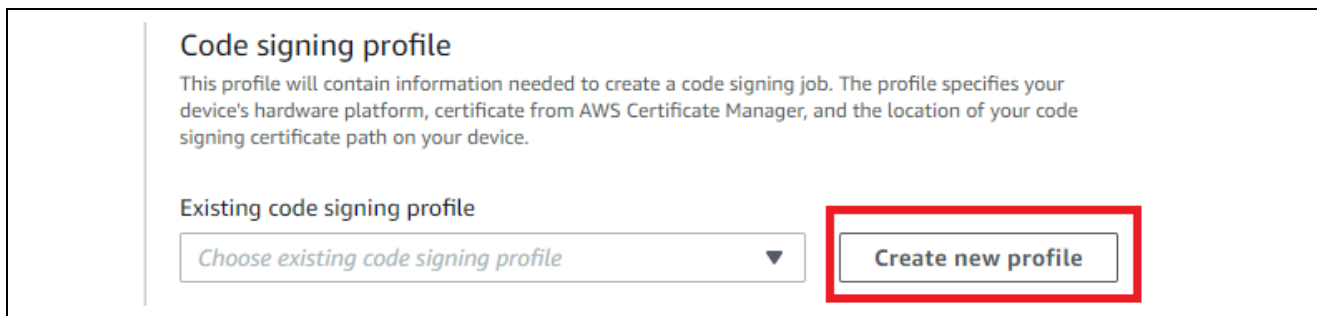 Code signing profile
This profile will contain information needed to create a code signing job. The profile specifies your
device's hardware platform, certificate from AWS Certificate Manager, and the location of your code
signing certificate path on your device.
Existing code signing profile
Choose existing code signing profile
Create new profile